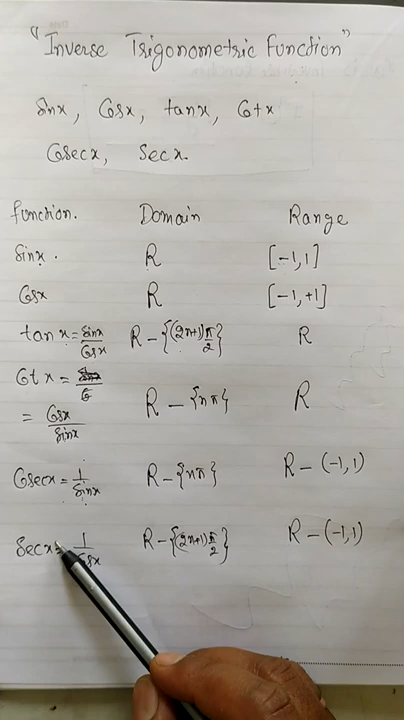 "Inverse Trigonometric Function"
Sinx, Cosx, tanx, Cotx
Cosecx, Secx.
Function. Domain Range
Sinx. R [-1,1]
Cosx R [-1,+1]
tanx = Sinx/Cosx R - {(2n+1)π/2} R
Cotx =
= Cosx/Sinx R - {nπ} R
Cosecx = 1/Sinx R - {nπ} R - (-1,1)
Secx = 1/Cosx R - {(2n+1)π/2} R - (-1,1)